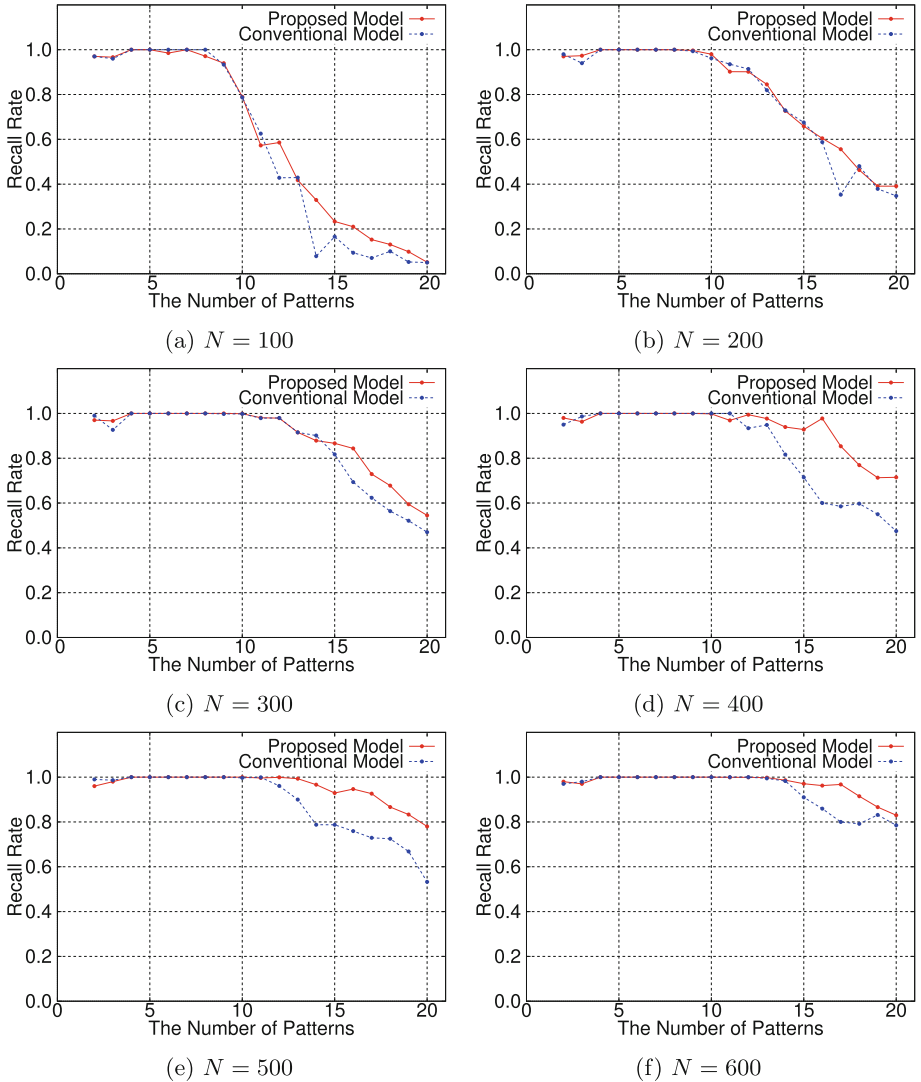 Proposed Model
Conventional Model
Recall Rate
1.0
0.8
0.6
0.4
0.2
0.0
0 5 10 15 20
The Number of Patterns
(a) N = 100
Proposed Model
Conventional Model
Recall Rate
1.0
0.8
0.6
0.4
0.2
0.0
0 5 10 15 20
The Number of Patterns
(b) N = 200
Proposed Model
Conventional Model
Recall Rate
1.0
0.8
0.6
0.4
0.2
0.0
0 5 10 15 20
The Number of Patterns
(c) N = 300
Proposed Model
Conventional Model
Recall Rate
1.0
0.8
0.6
0.4
0.2
0.0
0 5 10 15 20
The Number of Patterns
(d) N = 400
Proposed Model
Conventional Model
Recall Rate
1.0
0.8
0.6
0.4
0.2
0.0
0 5 10 15 20
The Number of Patterns
(e) N = 500
Proposed Model
Conventional Model
Recall Rate
1.0
0.8
0.6
0.4
0.2
0.0
0 5 10 15 20
The Number of Patterns
(f) N = 600